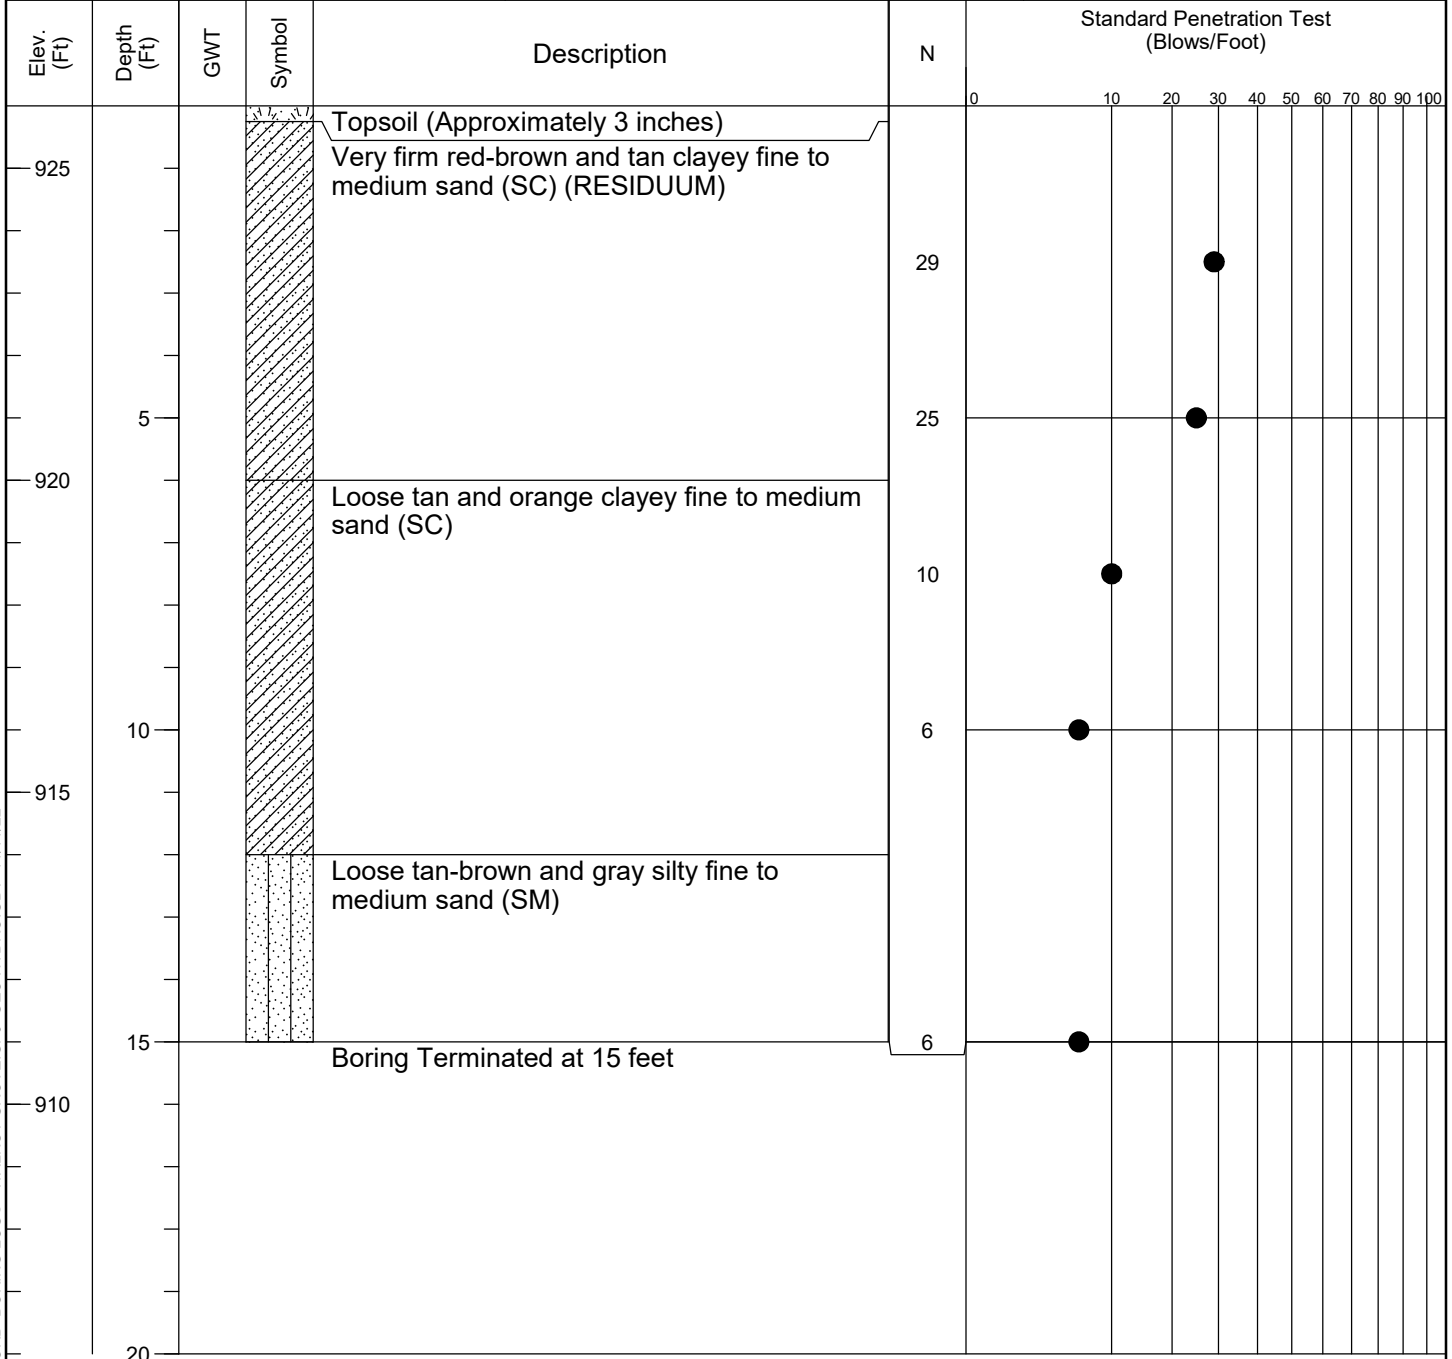 Elev.
(Ft)
Depth
(Ft)
GWT
Symbol
Description
N
Standard Penetration Test
(Blows/Foot)
0 10 20 30 40 50 60 70 80 90 100
Topsoil (Approximately 3 inches)
Very firm red-brown and tan clayey fine to
medium sand (SC) (RESIDUUM)
925
29
5
25
920
Loose tan and orange clayey fine to medium
sand (SC)
10
10
6
915
Loose tan-brown and gray silty fine to
medium sand (SM)
15
6
Boring Terminated at 15 feet
910
20